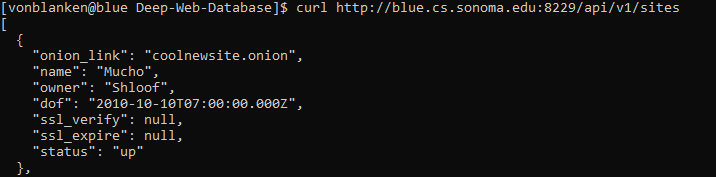 [vonblanken@blue Deep-Web-Database]$ curl http://blue.cs.sonoma.edu:8229/api/v1/sites
[
  {
    "onion_link": "coolnewsite.onion",
    "name": "Mucho",
    "owner": "Shloof",
    "dof": "2010-10-10T07:00:00.000Z",
    "ssl_verify": null,
    "ssl_expire": null,
    "status": "up"
  },